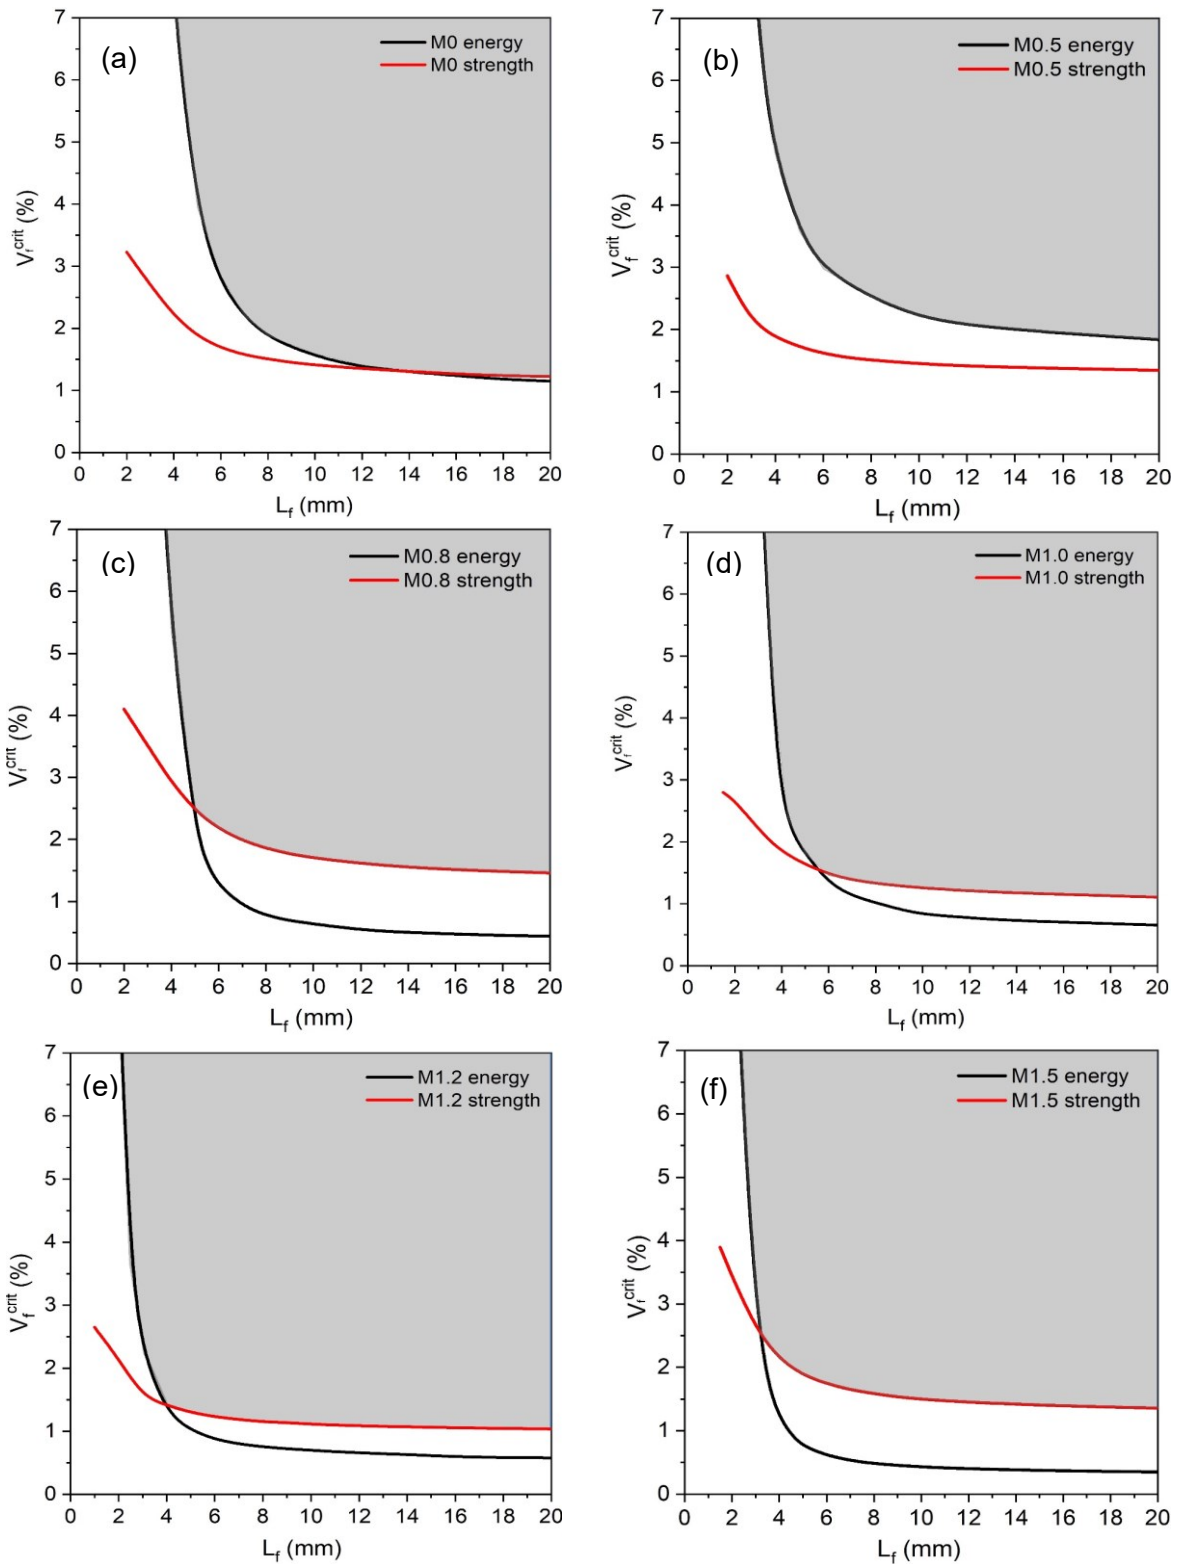 (a)
M0 energy
M0 strength
7
6
5
4
3
2
1
0
V_f^crit (%)
0 2 4 6 8 10 12 14 16 18 20
L_f (mm)
(b)
M0.5 energy
M0.5 strength
7
6
5
4
3
2
1
0
V_f^crit (%)
0 2 4 6 8 10 12 14 16 18 20
L_f (mm)
(c)
M0.8 energy
M0.8 strength
7
6
5
4
3
2
1
0
V_f^crit (%)
0 2 4 6 8 10 12 14 16 18 20
L_f (mm)
(d)
M1.0 energy
M1.0 strength
7
6
5
4
3
2
1
0
V_f^crit (%)
0 2 4 6 8 10 12 14 16 18 20
L_f (mm)
(e)
M1.2 energy
M1.2 strength
7
6
5
4
3
2
1
0
V_f^crit (%)
0 2 4 6 8 10 12 14 16 18 20
L_f (mm)
(f)
M1.5 energy
M1.5 strength
7
6
5
4
3
2
1
0
V_f^crit (%)
0 2 4 6 8 10 12 14 16 18 20
L_f (mm)